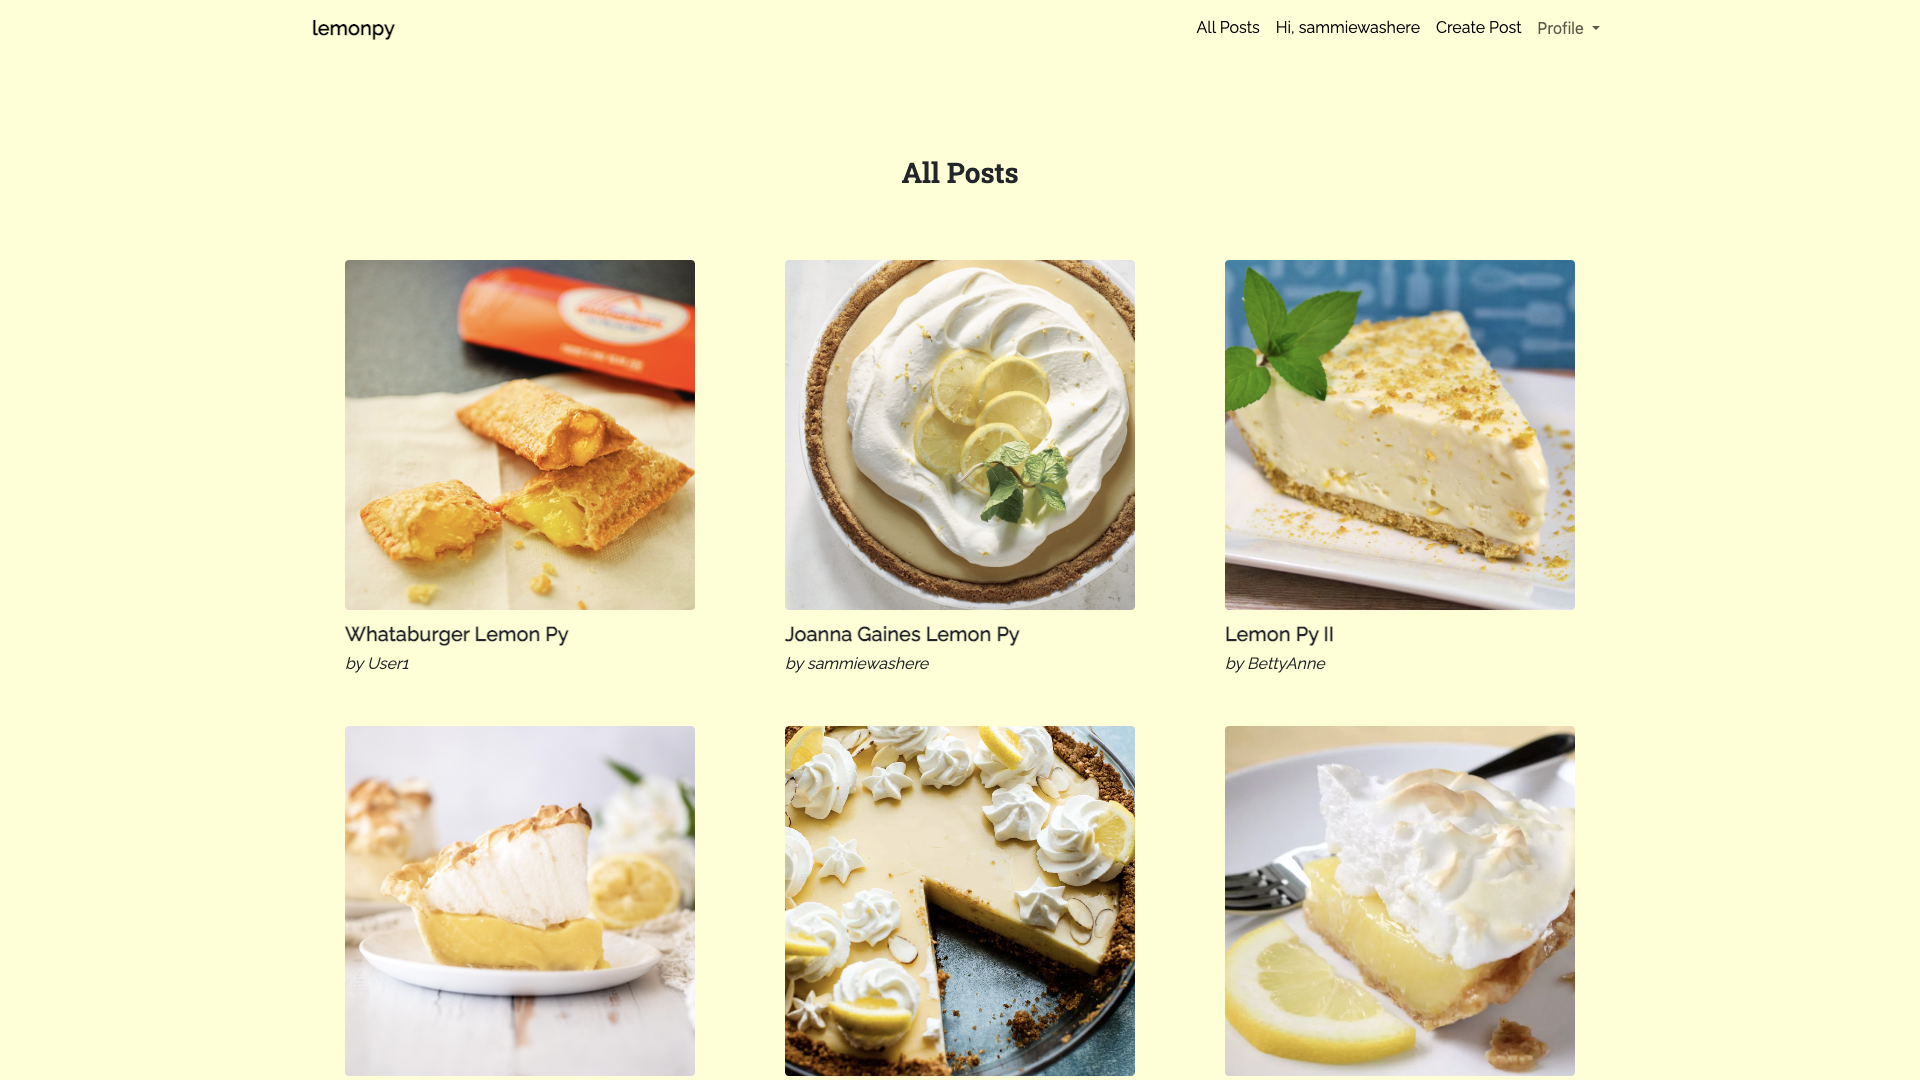 lemonpy
All Posts Hi, sammiewashere Create Post Profile
All Posts
Whataburger Lemon Py
by User1
Joanna Gaines Lemon Py
by sammiewashere
Lemon Py II
by BettyAnne